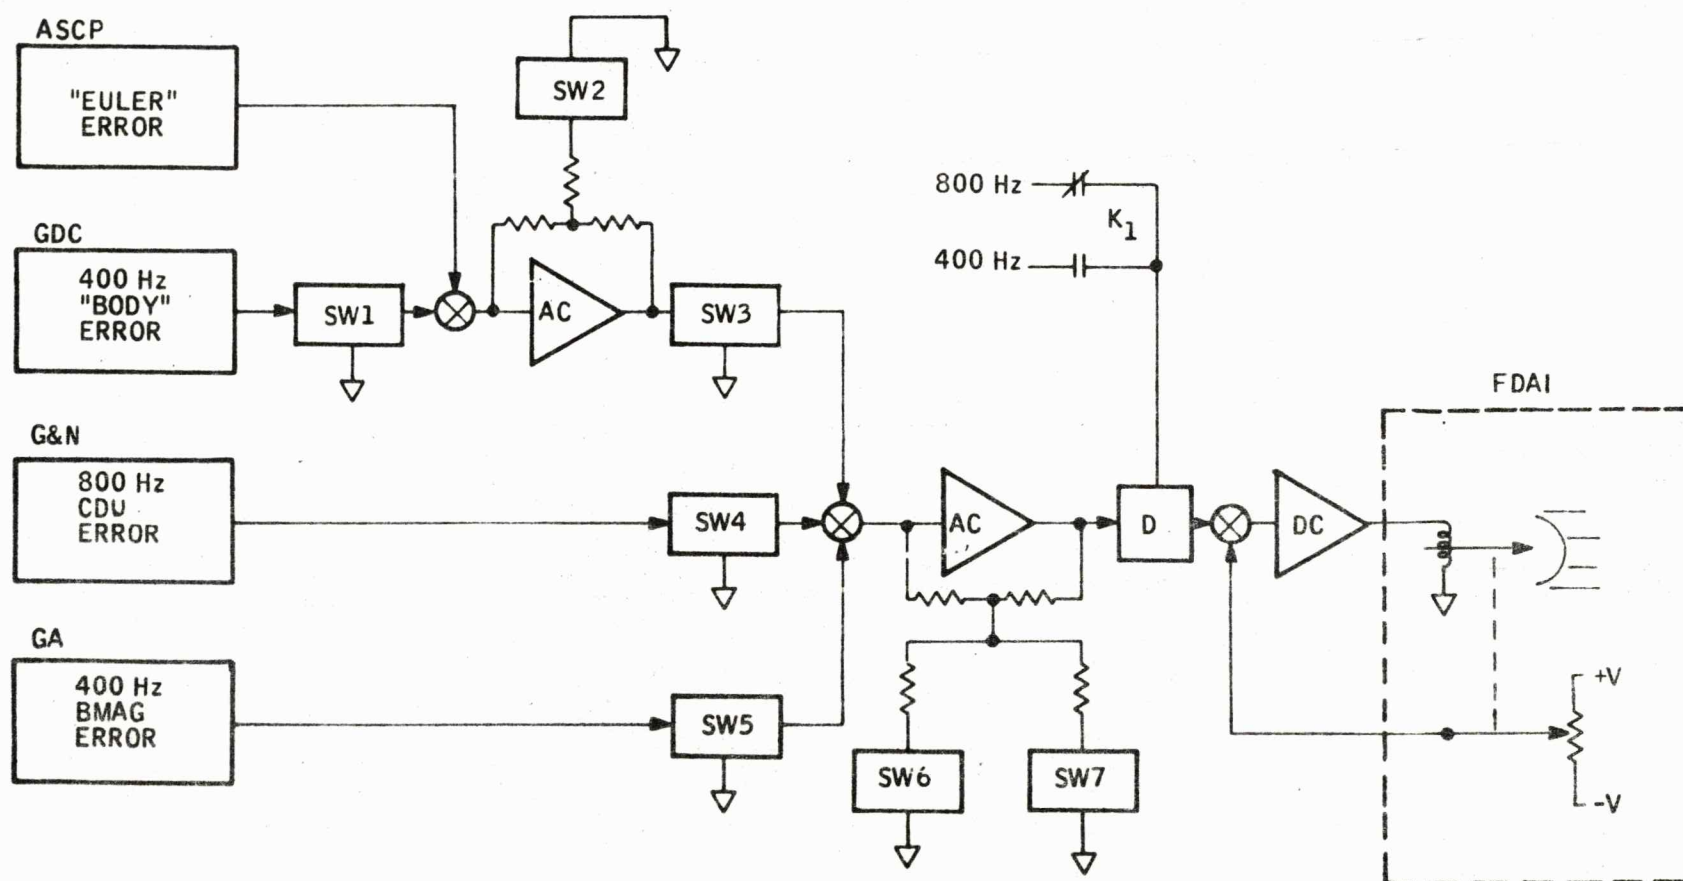 ASCP
"EULER"
ERROR
SW2
GDC
400 Hz
"BODY"
ERROR
SW1
AC
SW3
800 Hz
K1
400 Hz
G&N
800 Hz
CDU
ERROR
SW4
AC
D
DC
FDAI
GA
400 Hz
BMAG
ERROR
SW5
SW6
SW7
+V
-V